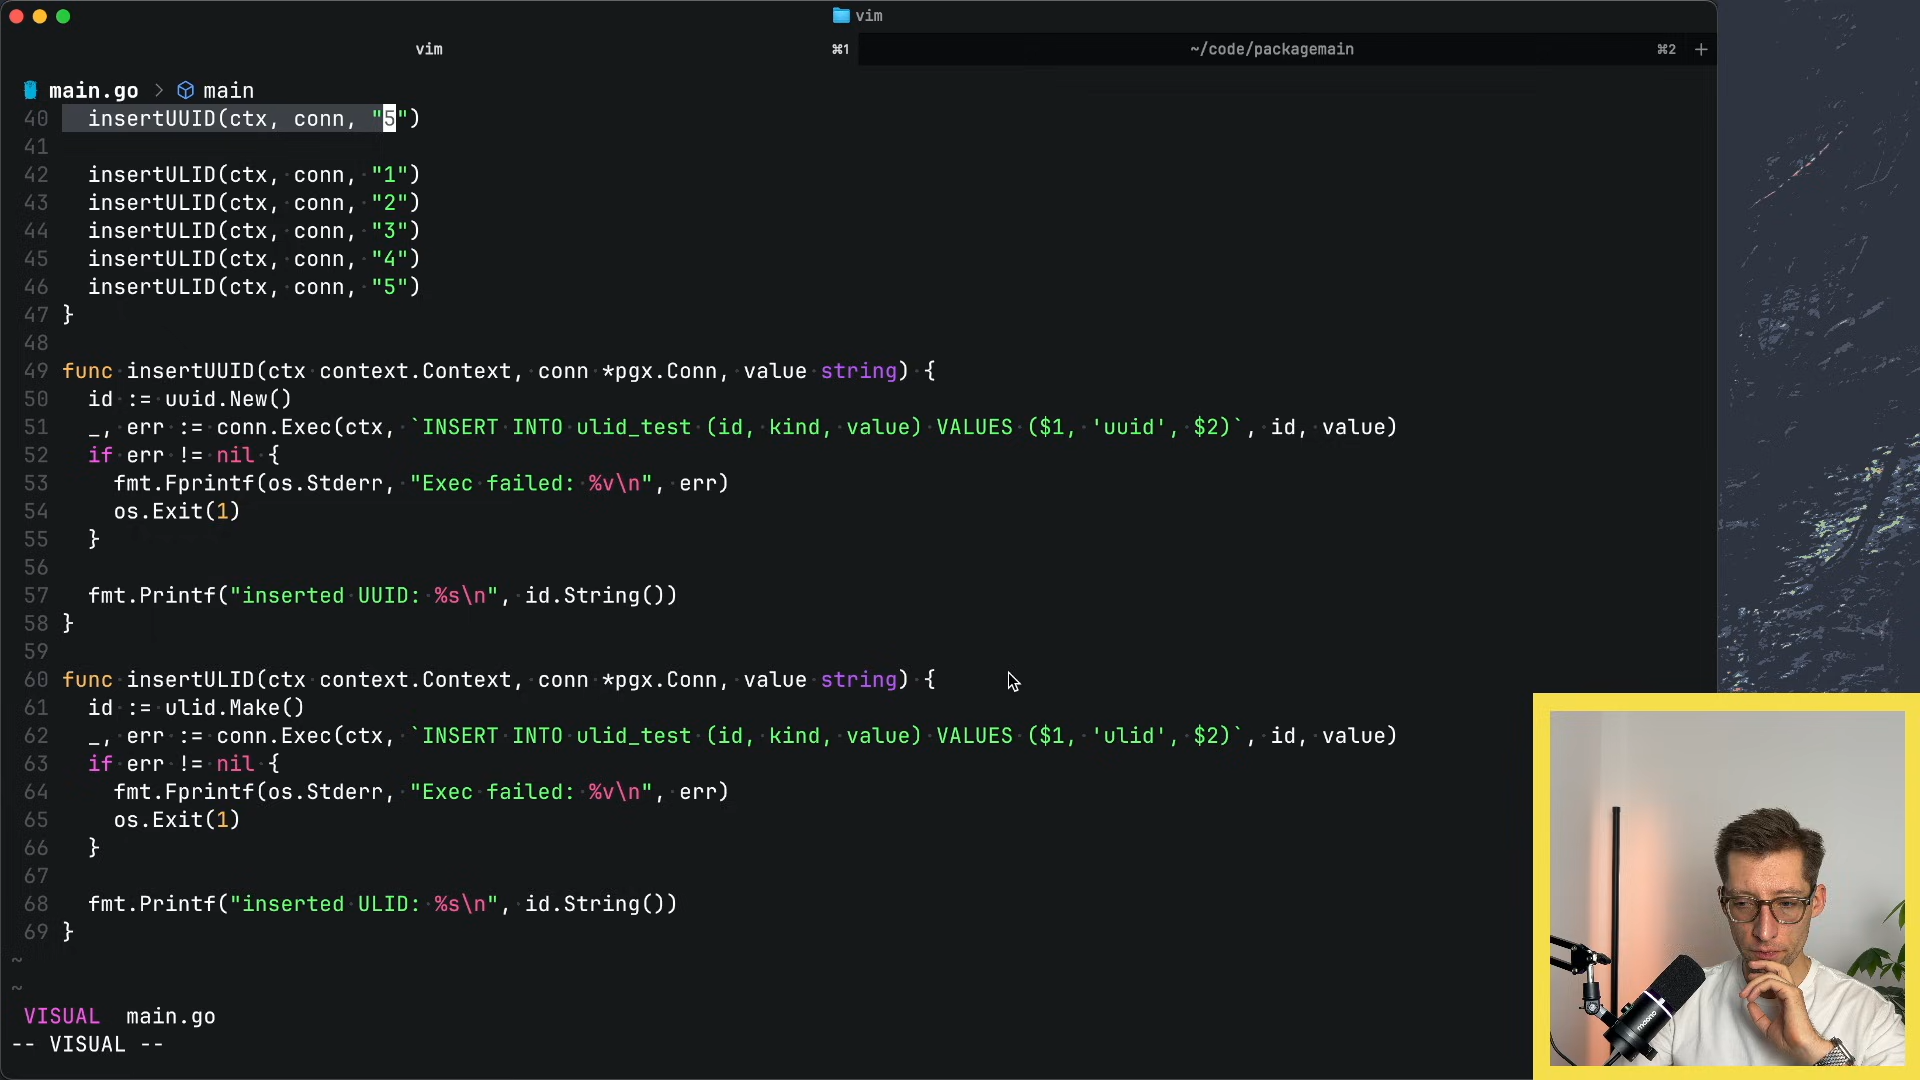 vim
vim ⌘1 ~/code/packagemain ⌘2 +
main.go > main
40 insertUUID(ctx, conn, "5")
41
42 insertULID(ctx, conn, "1")
43 insertULID(ctx, conn, "2")
44 insertULID(ctx, conn, "3")
45 insertULID(ctx, conn, "4")
46 insertULID(ctx, conn, "5")
47 }
48
49 func insertUUID(ctx context.Context, conn *pgx.Conn, value string) {
50 id := uuid.New()
51 _, err := conn.Exec(ctx, `INSERT INTO ulid_test (id, kind, value) VALUES ($1, 'uuid', $2)`, id, value)
52 if err != nil {
53 fmt.Fprintf(os.Stderr, "Exec failed: %v\n", err)
54 os.Exit(1)
55 }
56
57 fmt.Printf("inserted UUID: %s\n", id.String())
58 }
59
60 func insertULID(ctx context.Context, conn *pgx.Conn, value string) {
61 id := ulid.Make()
62 _, err := conn.Exec(ctx, `INSERT INTO ulid_test (id, kind, value) VALUES ($1, 'ulid', $2)`, id, value)
63 if err != nil {
64 fmt.Fprintf(os.Stderr, "Exec failed: %v\n", err)
65 os.Exit(1)
66 }
67
68 fmt.Printf("inserted ULID: %s\n", id.String())
69 }
~
~
VISUAL main.go
-- VISUAL --
maono